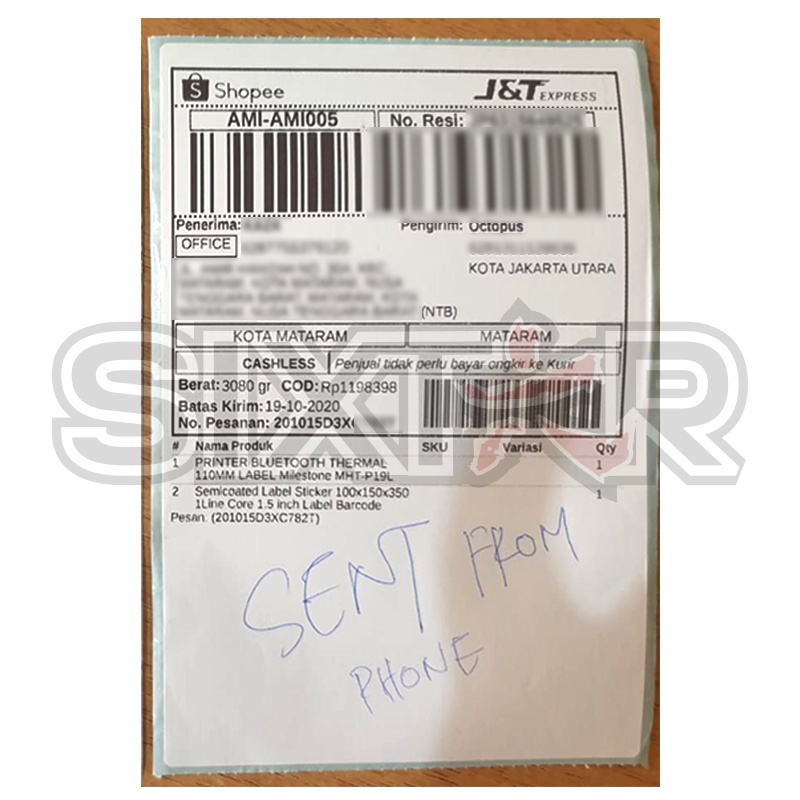 Shopee
J&T EXPRESS
AMI-AMI005
No. Resi:
Penerima:
Pengirim: Octopus
OFFICE
KOTA JAKARTA UTARA
(NTB)
KOTA MATARAM
MATARAM
CASHLESS
Penjual tidak perlu bayar ongkir ke Kurir
Berat:3080 gr COD:Rp1198398
Batas Kirim:19-10-2020
No. Pesanan: 201015D3X
# Nama Produk SKU Variasi Qty
1 PRINTER BLUETOOTH THERMAL 1
110MM LABEL Milestone MHT-P19L
2 Semicoated Label Sticker 100x150x350 1
1Line Core 1.5 inch Label Barcode
Pesan: (201015D3XC782T)
SENT FROM
PHONE
SIXIR